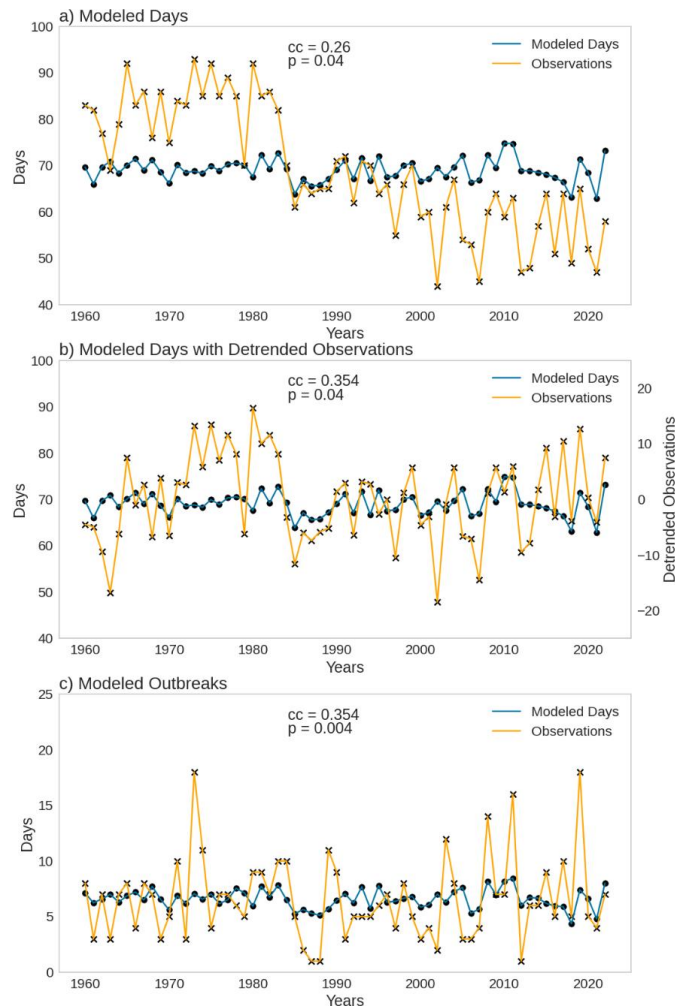 a) Modeled Days
100
90
80
70
60
50
40
Days
cc = 0.26
p = 0.04
Modeled Days
Observations
1960 1970 1980 1990 2000 2010 2020
Years
b) Modeled Days with Detrended Observations
100
90
80
70
60
50
40
Days
cc = 0.354
p = 0.04
Modeled Days
Observations
20
10
0
−10
−20
Detrended Observations
1960 1970 1980 1990 2000 2010 2020
Years
c) Modeled Outbreaks
25
20
15
10
5
0
Days
cc = 0.354
p = 0.004
Modeled Days
Observations
1960 1970 1980 1990 2000 2010 2020
Years